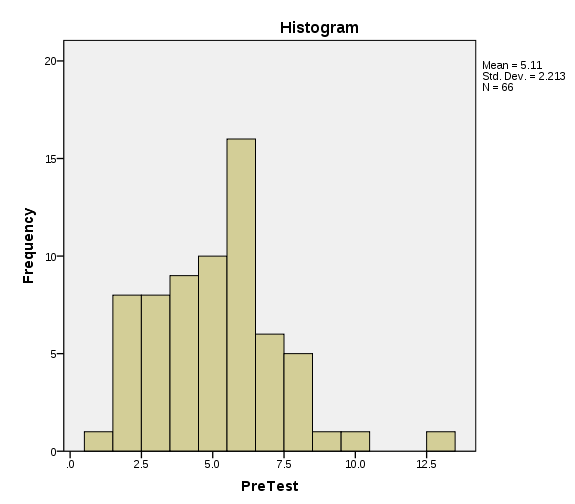 Histogram
20
15
10
5
0
Frequency
.0 2.5 5.0 7.5 10.0 12.5
PreTest
Mean = 5.11
Std. Dev. = 2.213
N = 66